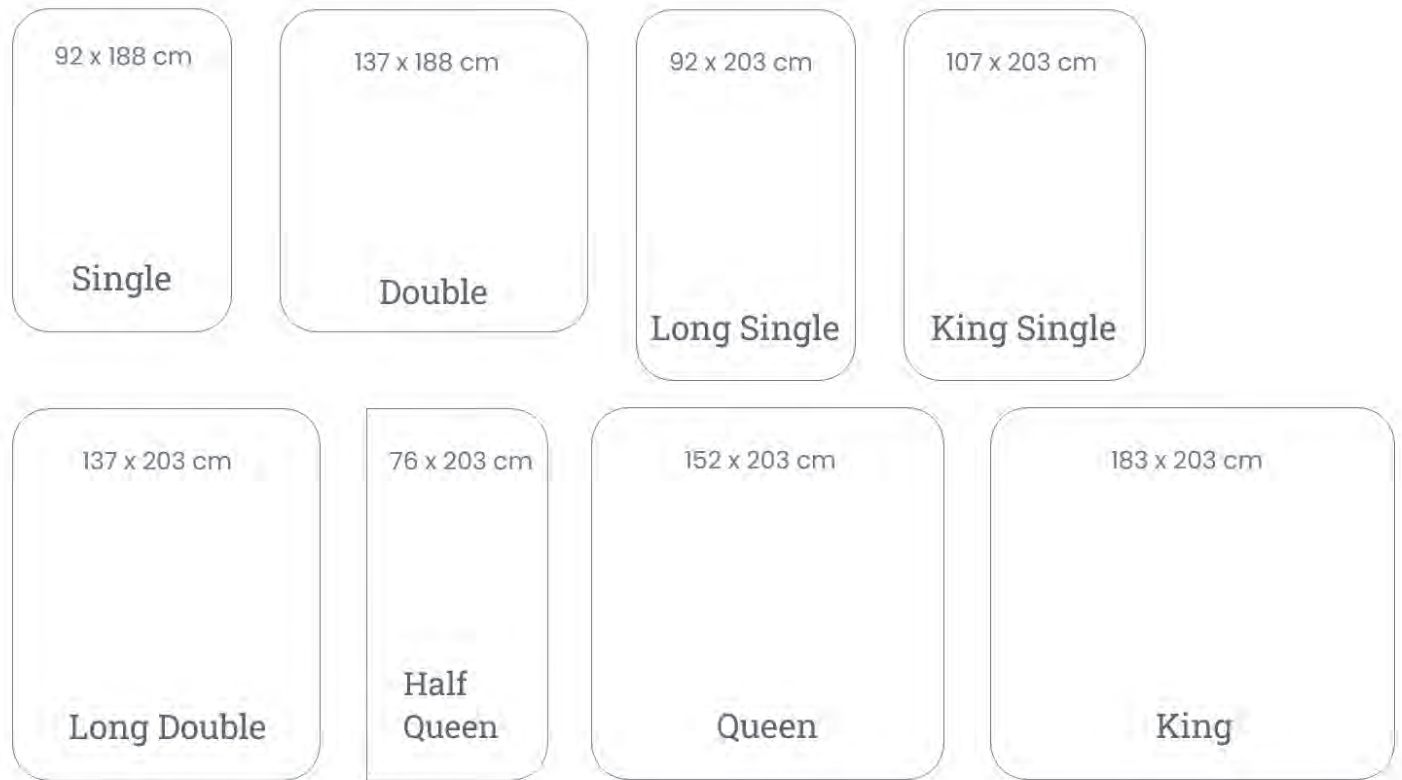 92 x 188 cm
Single
137 x 188 cm
Double
92 x 203 cm
Long Single
107 x 203 cm
King Single
137 x 203 cm
Long Double
76 x 203 cm
Half
Queen
152 x 203 cm
Queen
183 x 203 cm
King